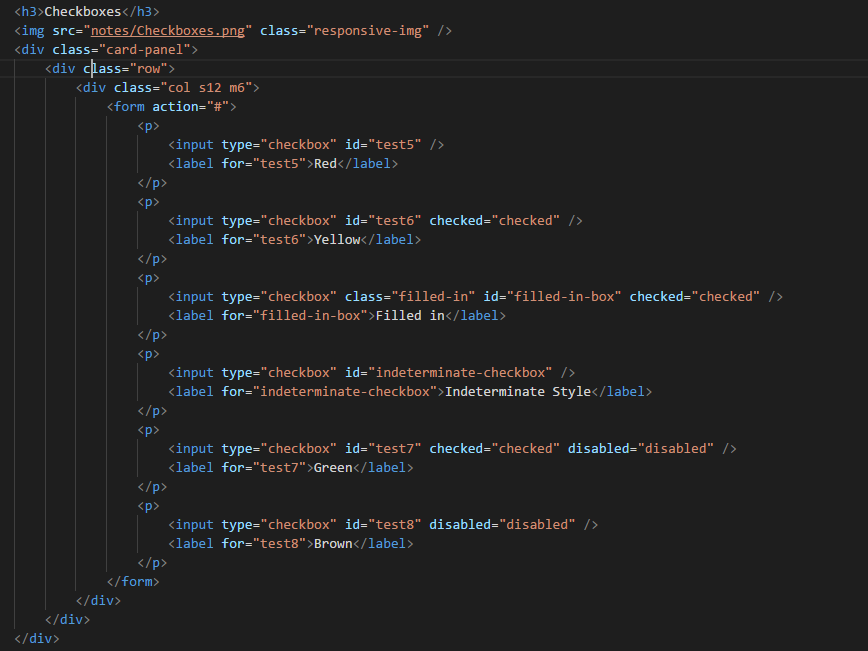 <h3>Checkboxes</h3>
<img src="notes/Checkboxes.png" class="responsive-img" />
<div class="card-panel">
<div class="row">
<div class="col s12 m6">
<form action="#">
<p>
<input type="checkbox" id="test5" />
<label for="test5">Red</label>
</p>
<p>
<input type="checkbox" id="test6" checked="checked" />
<label for="test6">Yellow</label>
</p>
<p>
<input type="checkbox" class="filled-in" id="filled-in-box" checked="checked" />
<label for="filled-in-box">Filled in</label>
</p>
<p>
<input type="checkbox" id="indeterminate-checkbox" />
<label for="indeterminate-checkbox">Indeterminate Style</label>
</p>
<p>
<input type="checkbox" id="test7" checked="checked" disabled="disabled" />
<label for="test7">Green</label>
</p>
<p>
<input type="checkbox" id="test8" disabled="disabled" />
<label for="test8">Brown</label>
</p>
</form>
</div>
</div>
</div>